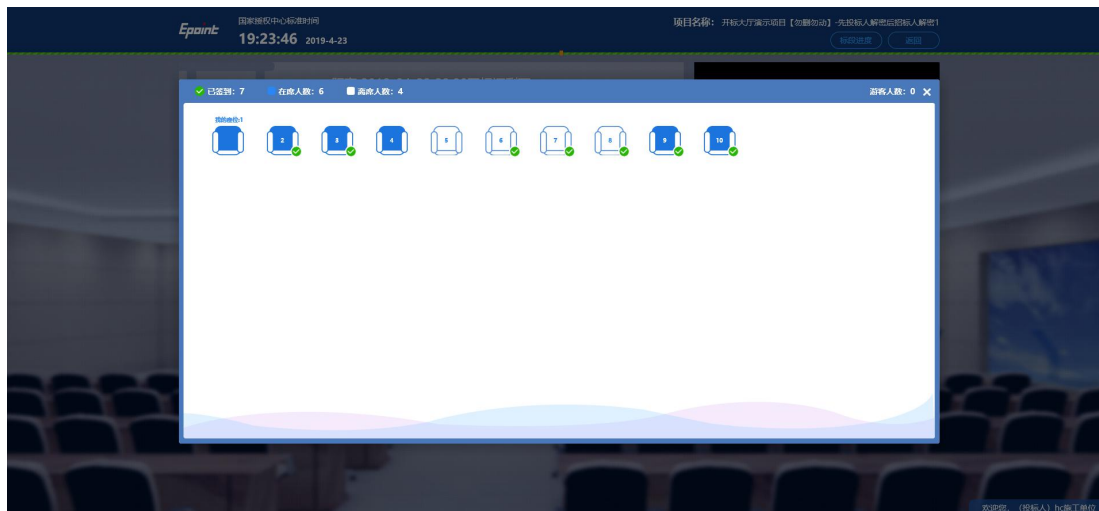 Epoint
国家授权中心标准时间
19:23:46 2019-4-23
项目名称: 开标大厅演示项目【勿删勿动】-先投标人解密后招标人解密1
标段进度 返回
已签到: 7 在席人数: 6 离席人数: 4 游客人数: 0
我的座位:1
2 3 4 5 6 7 8 9 10
欢迎您, (投标人) hc施工单位